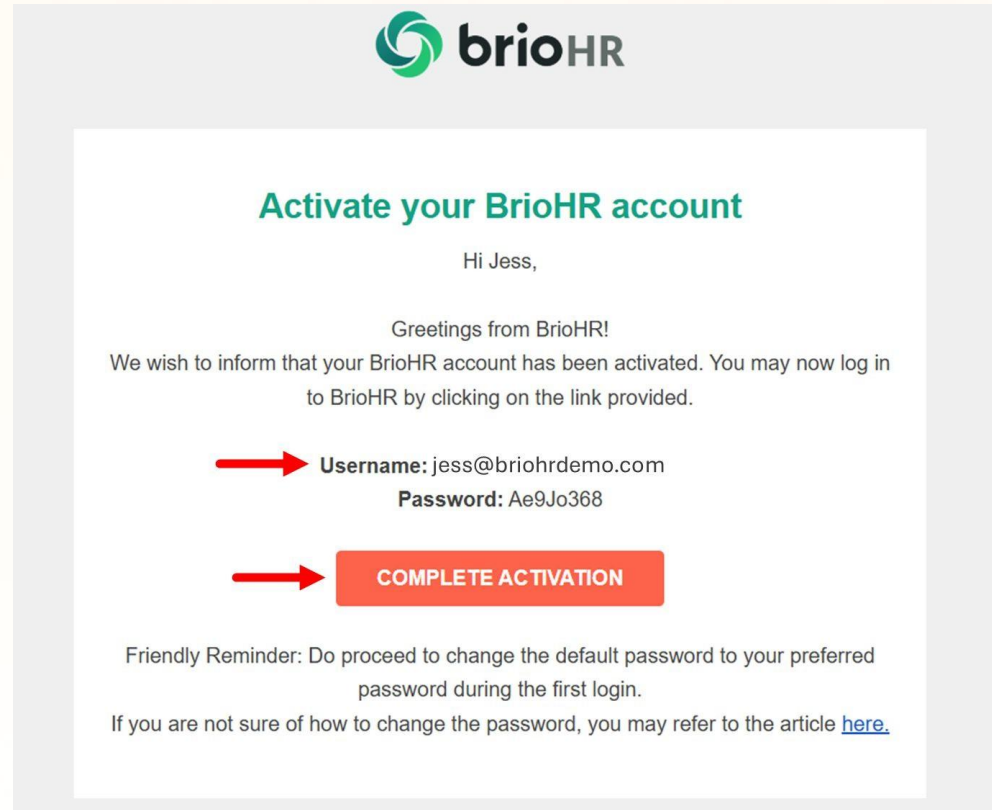 brioHR
Activate your BrioHR account
Hi Jess,
Greetings from BrioHR!
We wish to inform that your BrioHR account has been activated. You may now log in
to BrioHR by clicking on the link provided.
Username: jess@briohrdemo.com
Password: Ae9Jo368
COMPLETE ACTIVATION
Friendly Reminder: Do proceed to change the default password to your preferred
password during the first login.
If you are not sure of how to change the password, you may refer to the article here.